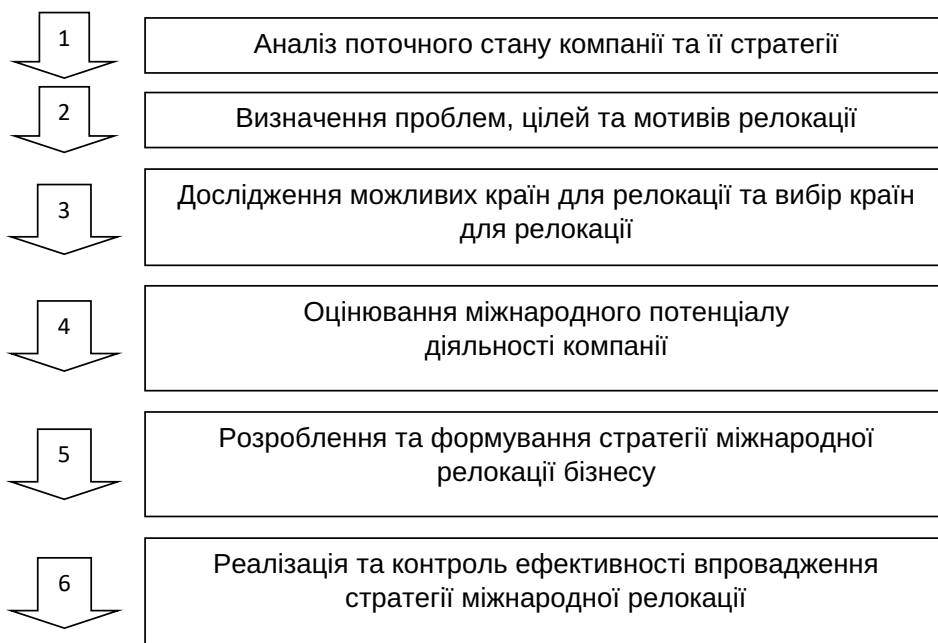 1
Аналіз поточного стану компанії та її стратегії
2
Визначення проблем, цілей та мотивів релокації
3
Дослідження можливих країн для релокації та вибір країн
для релокації
4
Оцінювання міжнародного потенціалу
діяльності компанії
5
Розроблення та формування стратегії міжнародної
релокації бізнесу
6
Реалізація та контроль ефективності впровадження
стратегії міжнародної релокації